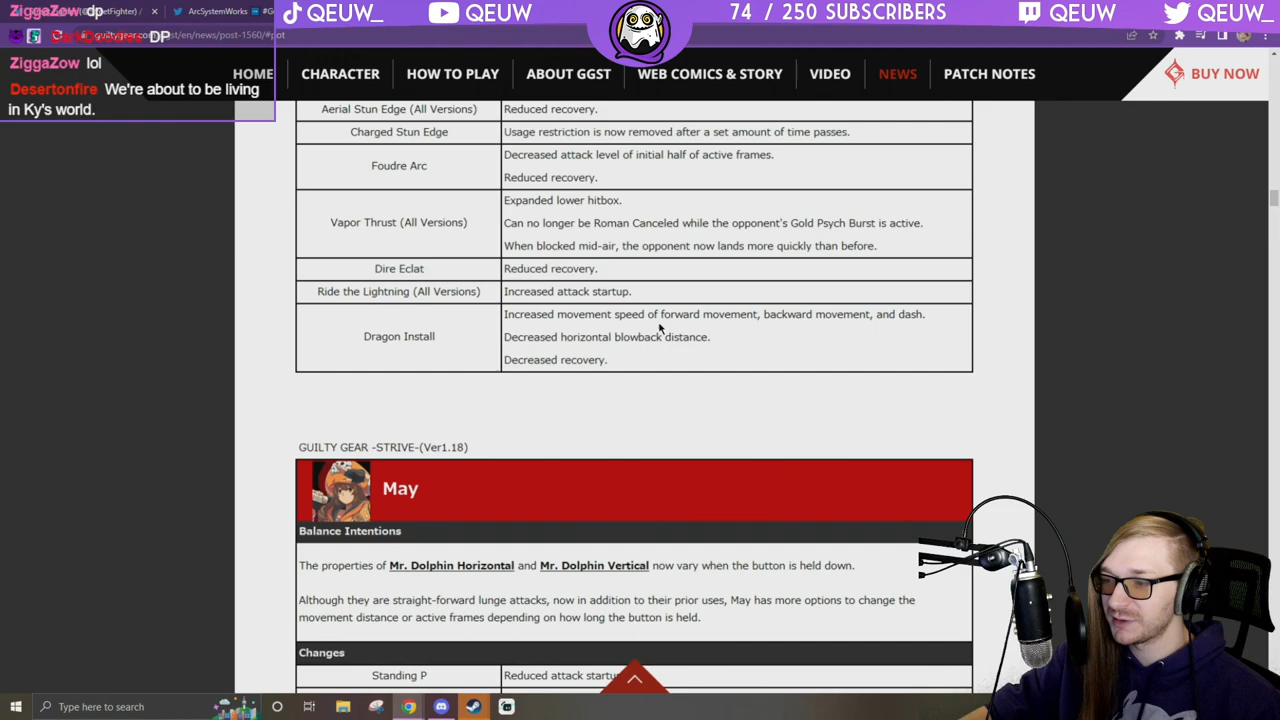 QEUW_ QEUW 74 / 250 SUBSCRIBERS QEUW QEUW_
ZiggaZow dp
ArcSystemWorks
DP
ZiggaZow lol
Desertonfire We're about to be living
in Ky's world.
HOME CHARACTER HOW TO PLAY ABOUT GGST WEB COMICS & STORY VIDEO NEWS PATCH NOTES BUY NOW
Aerial Stun Edge (All Versions) Reduced recovery.
Charged Stun Edge Usage restriction is now removed after a set amount of time passes.
Foudre Arc Decreased attack level of initial half of active frames.
Reduced recovery.
Vapor Thrust (All Versions) Expanded lower hitbox.
Can no longer be Roman Canceled while the opponent's Gold Psych Burst is active.
When blocked mid-air, the opponent now lands more quickly than before.
Dire Eclat Reduced recovery.
Ride the Lightning (All Versions) Increased attack startup.
Dragon Install Increased movement speed of forward movement, backward movement, and dash.
Decreased horizontal blowback distance.
Decreased recovery.
GUILTY GEAR -STRIVE-(Ver1.18)
May
Balance Intentions
The properties of Mr. Dolphin Horizontal and Mr. Dolphin Vertical now vary when the button is held down.
Although they are straight-forward lunge attacks, now in addition to their prior uses, May has more options to change the
movement distance or active frames depending on how long the button is held.
Changes
Standing P Reduced attack startu
Type here to search